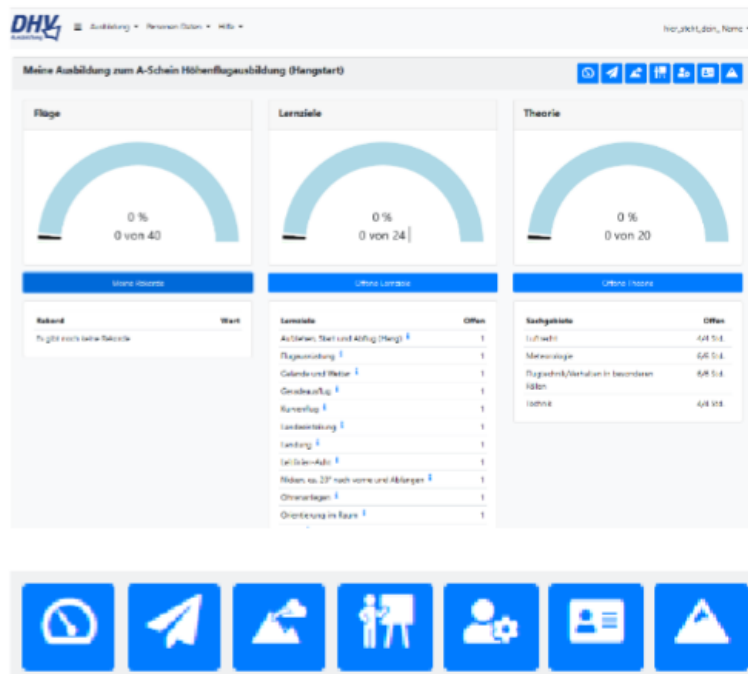 DHV
Ausbildung
Ausbildung Personen Daten Hilfe
hier_steht_dein_ Name
Meine Ausbildung zum A-Schein Höhenflugausbildung (Hangstart)
Flüge
0 %
0 von 40
Meine Rekorde
Rekord Wert
Es gibt noch keine Rekorde
Lernziele
0 %
0 von 24
Offene Lernziele
Lernziele Offen
Aufziehen, Start und Abflug (Hang) 1
Flugausrüstung 1
Gelände und Wetter 1
Geradeausflug 1
Kurvenflug 1
Landeeinteilung 1
Landung 1
Leitlinien-Acht 1
Nicken, ca. 20° nach vorne und Abfangen 1
Ohrenanlegen 1
Orientierung im Raum 1
Theorie
0 %
0 von 20
Offene Theorie
Sachgebiete Offen
Luftrecht 4/4 Std.
Meteorologie 6/6 Std.
Flugtechnik/Verhalten in besonderen
Fällen
Technik 4/4 Std.